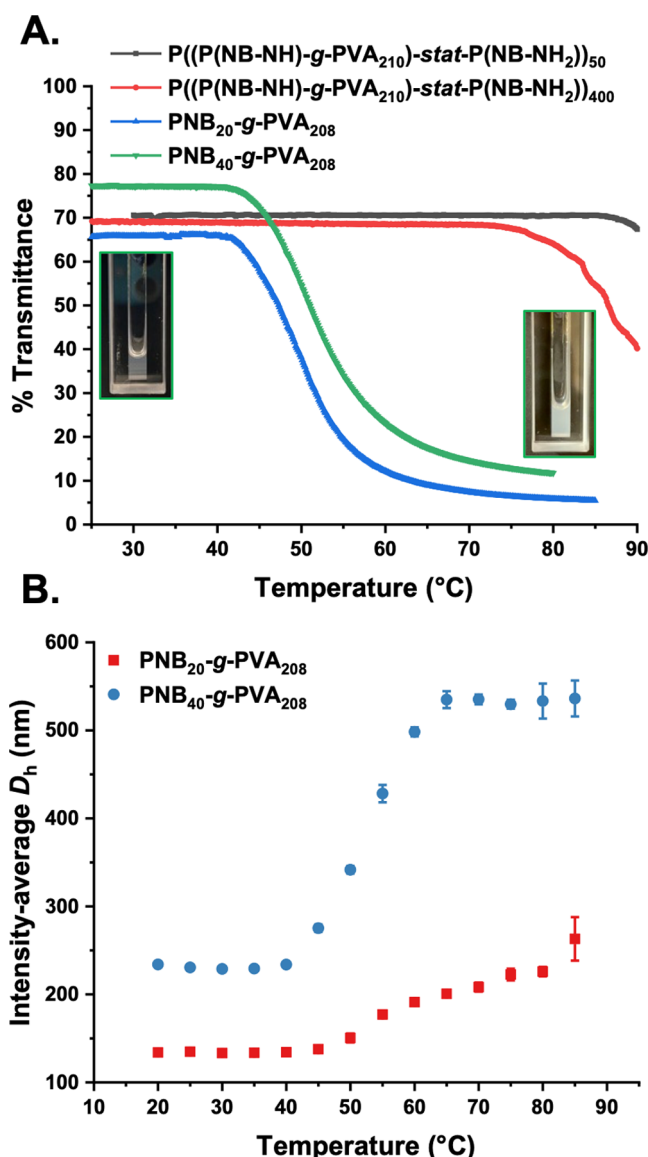 A.
P((P(NB-NH)-g-PVA210)-stat-P(NB-NH2))50
P((P(NB-NH)-g-PVA210)-stat-P(NB-NH2))400
PNB20-g-PVA208
PNB40-g-PVA208
% Transmittance
100
90
80
70
60
50
40
30
20
10
0
30 40 50 60 70 80 90
Temperature (°C)
B.
PNB20-g-PVA208
PNB40-g-PVA208
Intensity-average Dh (nm)
600
500
400
300
200
100
10 20 30 40 50 60 70 80 90
Temperature (°C)